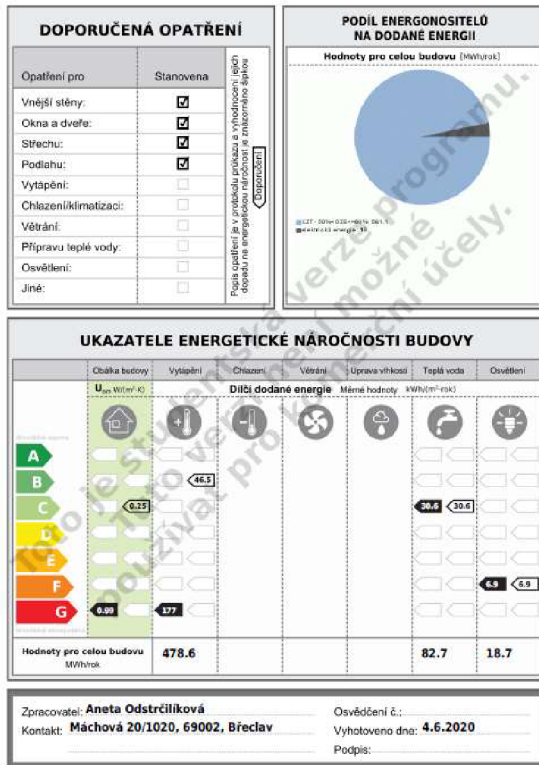 DOPORUČENÁ OPATŘENÍ
Opatření pro Stanovena
Vnější stěny:
Okna a dveře:
Střechu:
Podlahu:
Vytápění:
Chlazení/klimatizaci:
Větrání:
Přípravu teplé vody:
Osvětlení:
Jiné:
Popis opatření je v protokolu průkazu a vyhodnocení jejich
dopadu na energetickou náročnost je znázorněno šipkou
Doporučení
PODÍL ENERGONOSITELŮ
NA DODANÉ ENERGII
Hodnoty pro celou budovu [MWh/rok]
elektrická energie
UKAZATELE ENERGETICKÉ NÁROČNOSTI BUDOVY
Obálka budovy Vytápění Chlazení Větrání Úprava vlhkosti Teplá voda Osvětlení
Uem W/(m²·K) Dílčí dodané energie Měrné hodnoty kWh/(m²·rok)
A
B 46.5
C 0.25 30.6 30.6
D
E
F 6.9 6.9
G 0.99 177
Hodnoty pro celou budovu 478.6 82.7 18.7
MWh/rok
Zpracovatel: Aneta Odstrčilíková
Kontakt: Máchová 20/1020, 69002, Břeclav
Osvědčení č.:
Vyhotoveno dne: 4.6.2020
Podpis:
Toto je studentská verze programu.
Tuto verzi není možné
používat pro komerční účely.